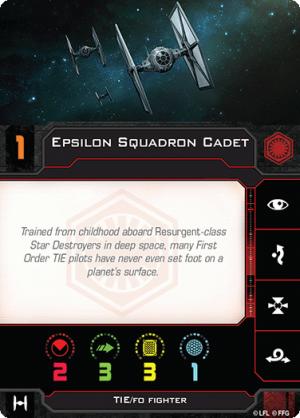 1 Epsilon Squadron Cadet
Trained from childhood aboard Resurgent-class
Star Destroyers in deep space, many First
Order TIE pilots have never even set foot on a
planet's surface.
2 3 3 1
TIE/fo Fighter
©LFL ©FFG